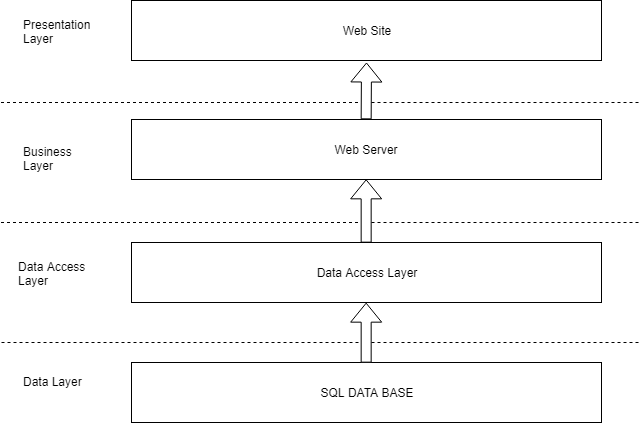 Presentation
Layer
Web Site
Business
Layer
Web Server
Data Access
Layer
Data Access Layer
Data Layer
SQL DATA BASE